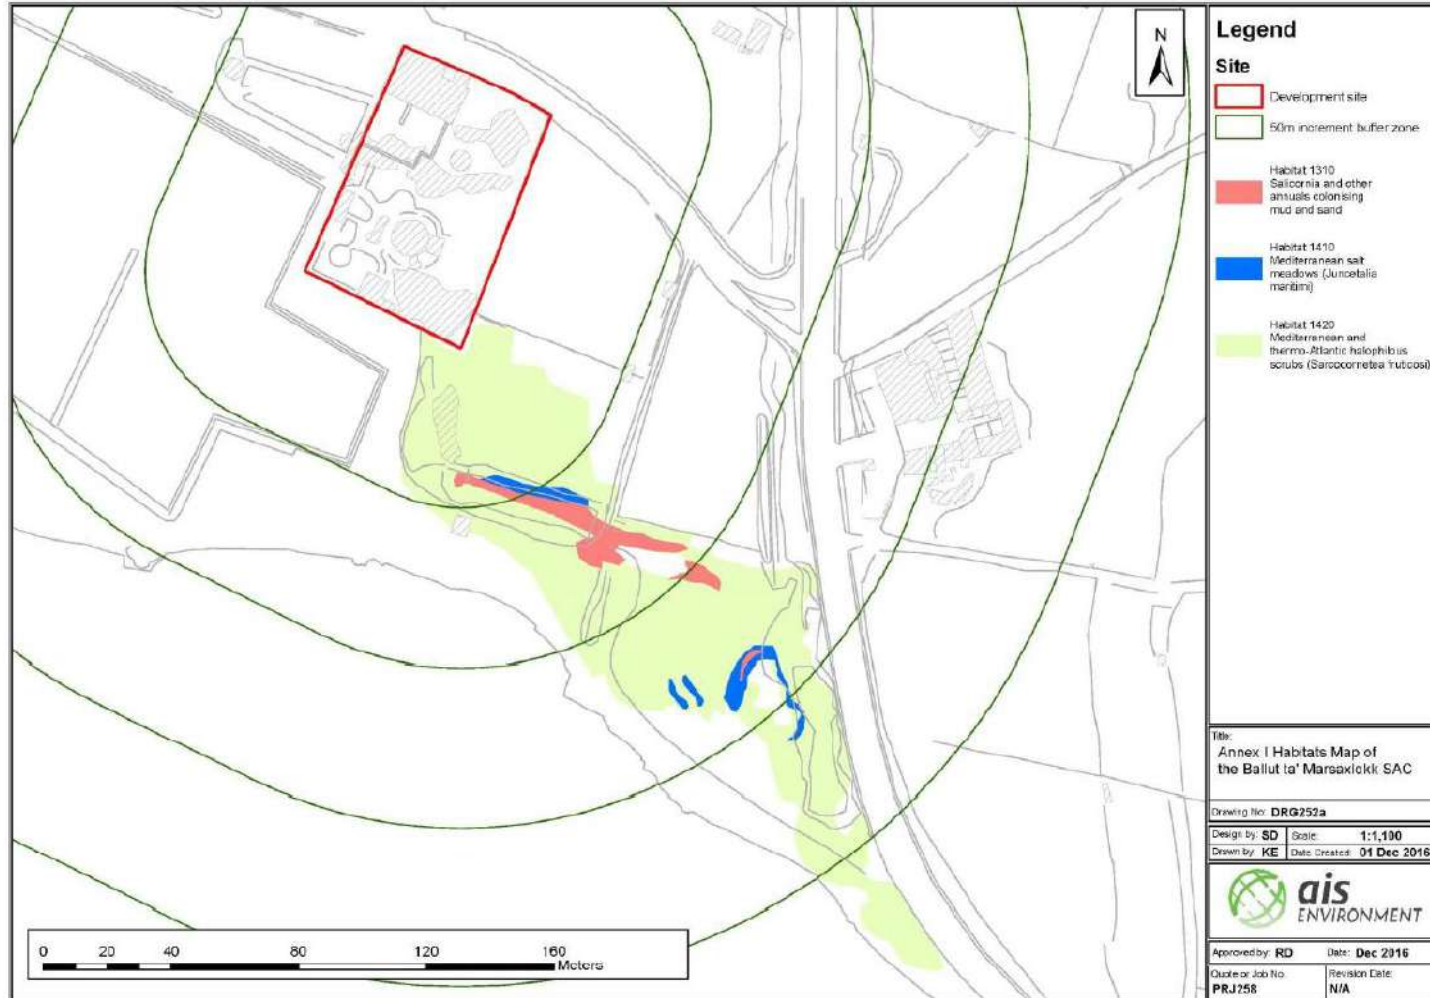 N
Legend
Site
Development site
50m increment buffer zone
Habitat 1310
Salicornia and other
annuals colonising
mud and sand
Habitat 1410
Mediterranean salt
meadows (Juncetalia
maritimi)
Habitat 1420
Mediterranean and
thermo-Atlantic halophilous
scrubs (Sarcocornetea fruticosi)
Title:
Annex I Habitats Map of
the Ballut ta' Marsaxlokk SAC
Drawing No: DRG252a
Design by: SD Scale: 1:1,100
Drawn by: KE Date Created: 01 Dec 2016
ais
ENVIRONMENT
Approved by: RD Date: Dec 2016
Quote or Job No. Revision Date:
PRJ258 N/A
0 20 40 80 120 160
Meters